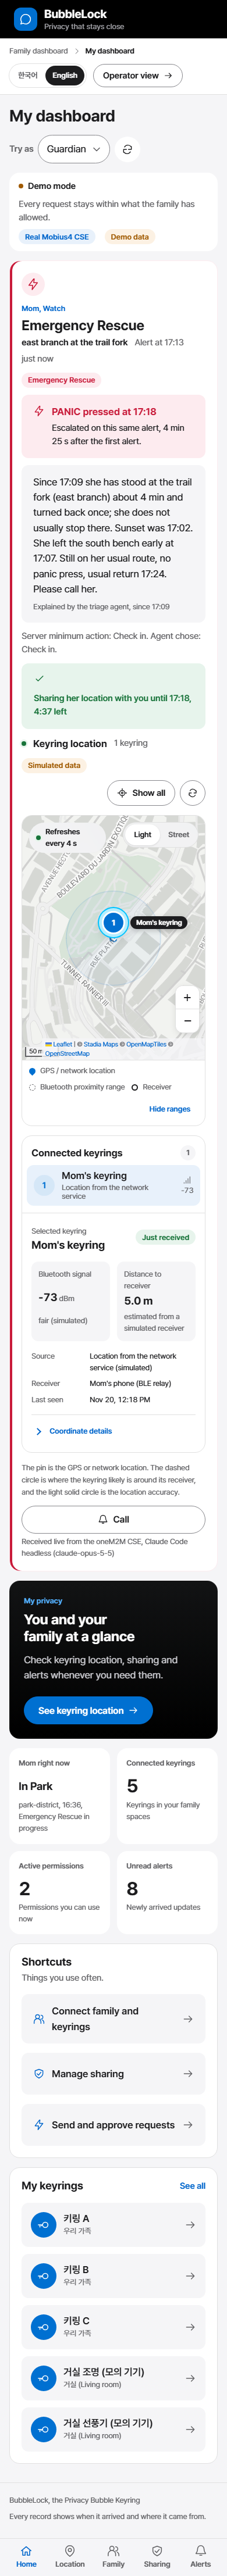 BubbleLock
Privacy that stays close
Family dashboard > My dashboard
한국어 English Operator view →
My dashboard
Try as Guardian
Demo mode
Every request stays within what the family has
allowed.
Real Mobius4 CSE Demo data
Mom, Watch
Emergency Rescue
east branch at the trail fork Alert at 17:13
just now
Emergency Rescue
PANIC pressed at 17:18
Escalated on this same alert, 4 min
25 s after the first alert.
Since 17:09 she has stood at the trail
fork (east branch) about 4 min and
turned back once; she does not
usually stop there. Sunset was 17:02.
She left the south bench early at
17:07. Still on her usual route, no
panic press, usual return 17:24.
Please call her.
Explained by the triage agent, since 17:09
Server minimum action: Check in. Agent chose:
Check in.
Sharing her location with you until 17:18,
4:37 left
Keyring location 1 keyring
Simulated data
Show all
Refreshes
every 4 s
Light Street
BOULEVARD DU JARDIN EXOTIQUE
TUNNEL RAINIER III
1 Mom's keyring
+
−
50 m
Leaflet | © Stadia Maps © OpenMapTiles ©
OpenStreetMap
GPS / network location
Bluetooth proximity range Receiver
Hide ranges
Connected keyrings 1
1 Mom's keyring
Location from the network
service
-73
Selected keyring
Mom's keyring
Just received
Bluetooth signal
-73 dBm
fair (simulated)
Distance to
receiver
5.0 m
estimated from a
simulated receiver
Source Location from the network
service (simulated)
Receiver Mom's phone (BLE relay)
Last seen Nov 20, 12:18 PM
Coordinate details
The pin is the GPS or network location. The dashed
circle is where the keyring likely is around its receiver,
and the light solid circle is the location accuracy.
Call
Received live from the oneM2M CSE, Claude Code
headless (claude-opus-5-5)
My privacy
You and your
family at a glance
Check keyring location, sharing and
alerts whenever you need them.
See keyring location →
Mom right now
In Park
park-district, 16:36,
Emergency Rescue in
progress
Connected keyrings
5
Keyrings in your family
spaces
Active permissions
2
Permissions you can use
now
Unread alerts
8
Newly arrived updates
Shortcuts
Things you use often.
Connect family and
keyrings
Manage sharing
Send and approve requests
My keyrings See all
키링 A
우리 가족
키링 B
우리 가족
키링 C
우리 가족
거실 조명 (모의 기기)
거실 (Living room)
거실 선풍기 (모의 기기)
거실 (Living room)
BubbleLock, the Privacy Bubble Keyring
Every record shows when it arrived and where it came from.
Home Location Family Sharing Alerts